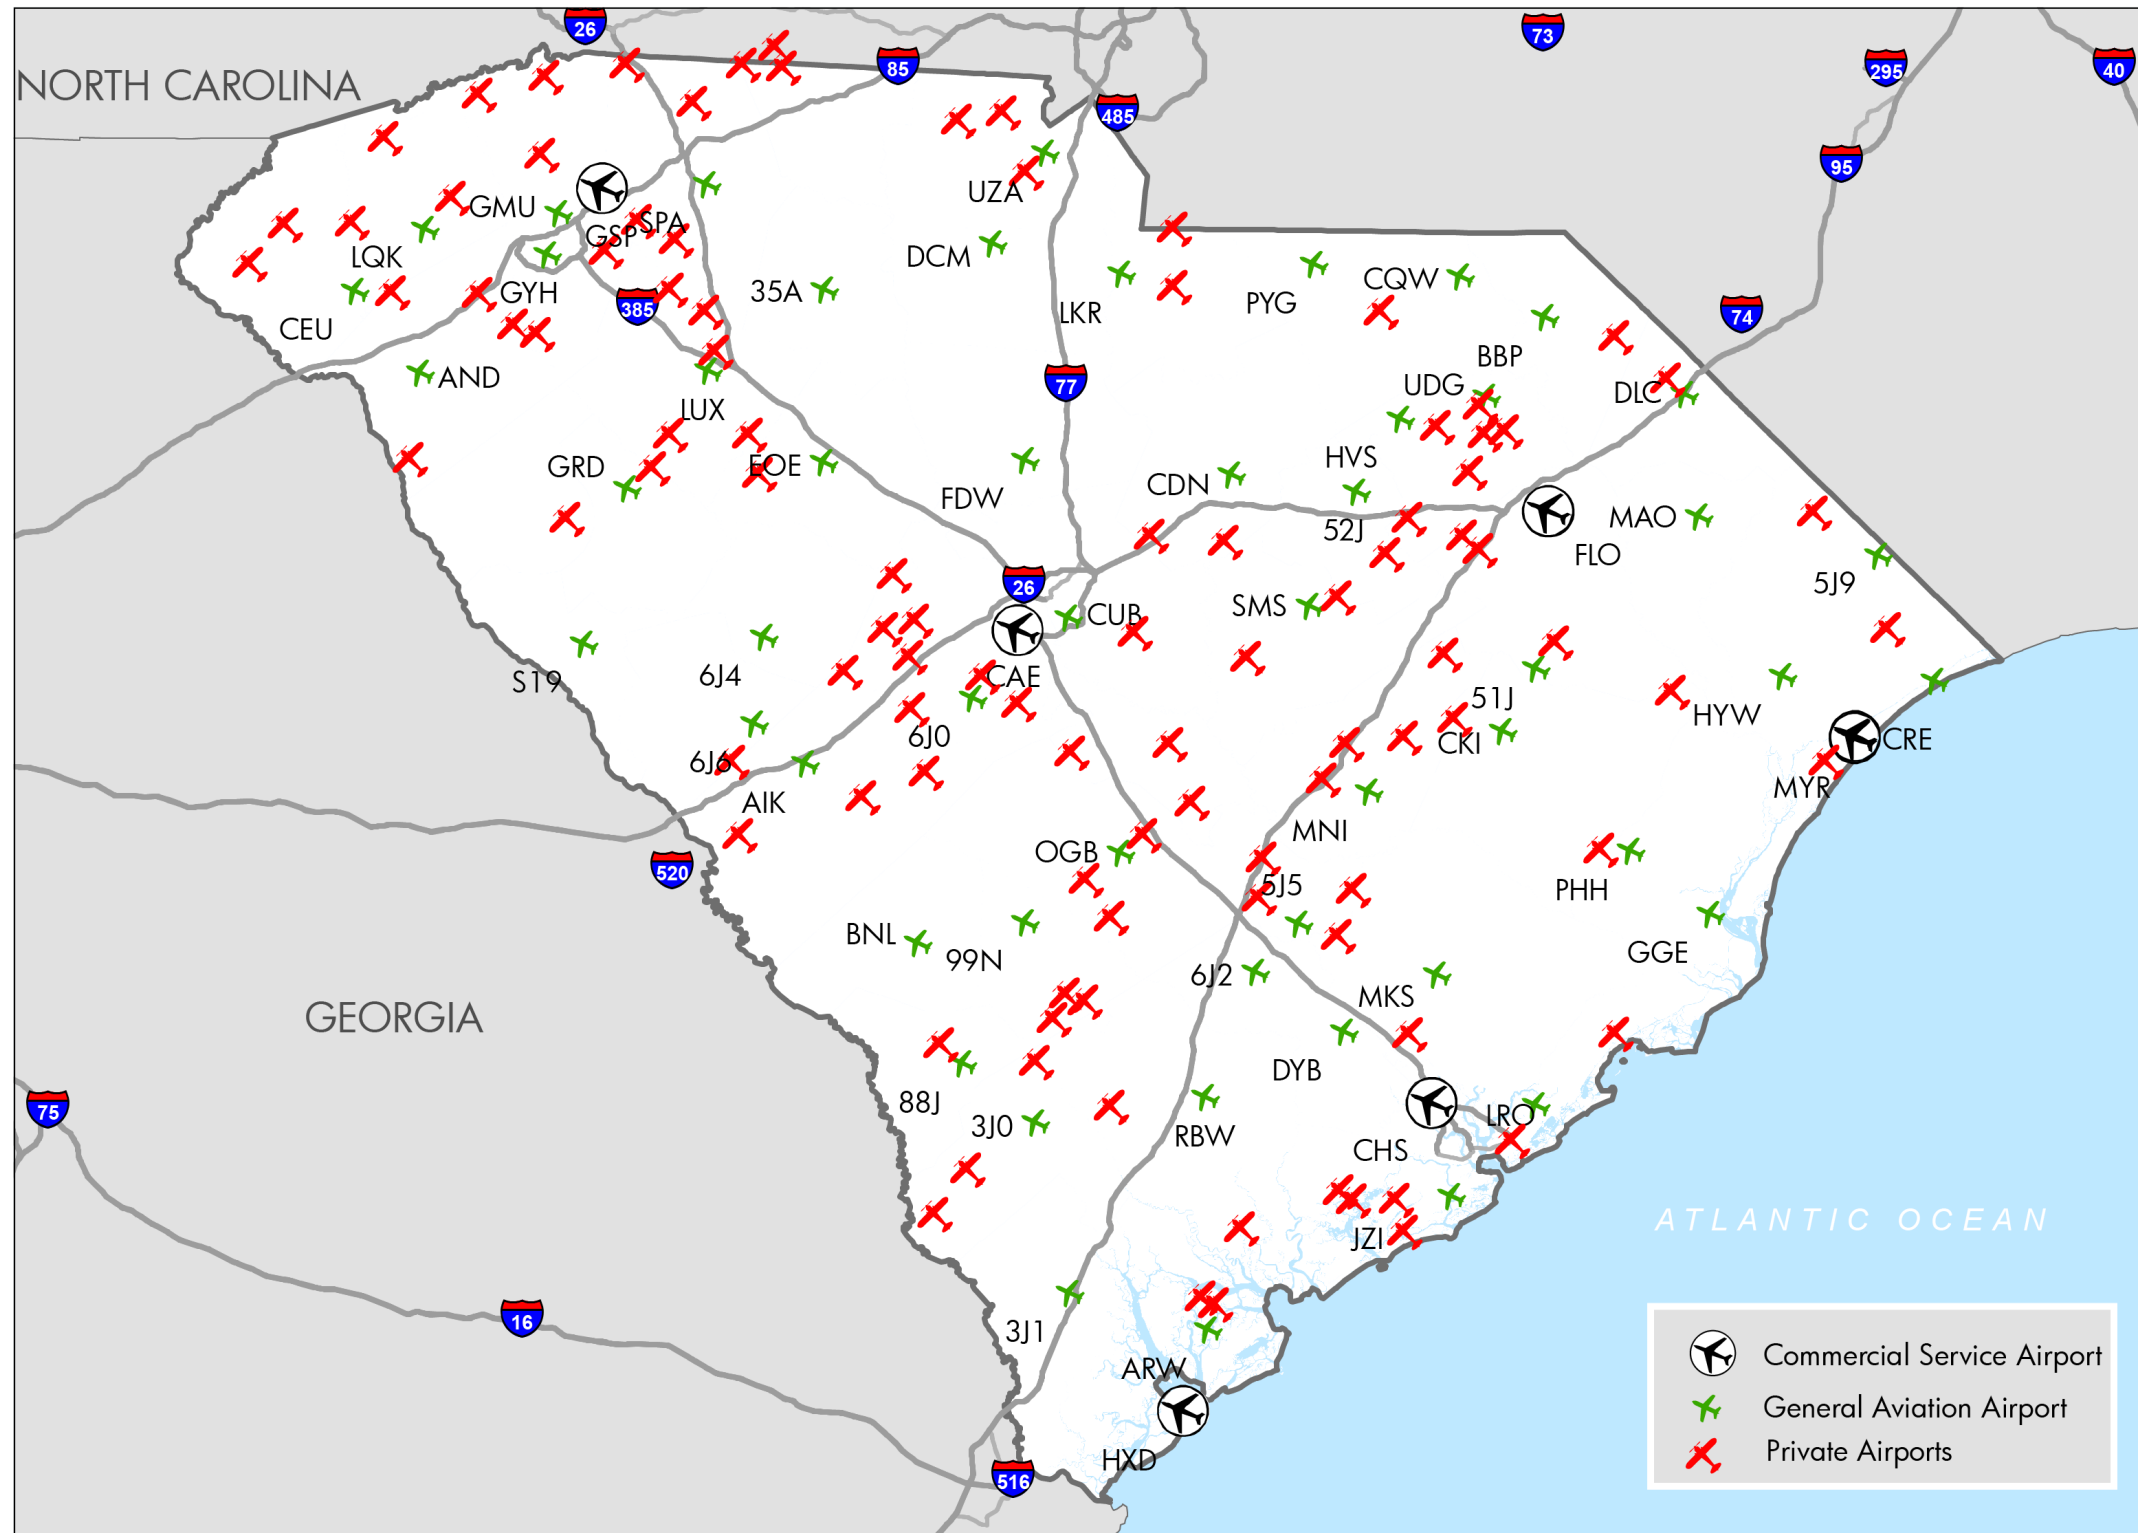 26
73
85
295
40
NORTH CAROLINA
485
95
UZA
GMU
SPA
GSP
LQK
DCM
35A
GYH
385
PYG
CQW
LKR
74
CEU
BBP
AND
77
UDG
DLC
LUX
GRD
EOE
HVS
CDN
FDW
52J
MAO
FLO
26
5J9
SMS
CUB
S19
6J4
CAE
51J
HYW
6J0
CKI
CRE
6J6
AIK
MYR
MNI
OGB
520
5J5
PHH
BNL
99N
GGE
6J2
MKS
GEORGIA
DYB
88J
75
3J0
LRO
RBW
CHS
ATLANTIC OCEAN
JZI
16
3J1
ARW
Commercial Service Airport
General Aviation Airport
Private Airports
HXD
516